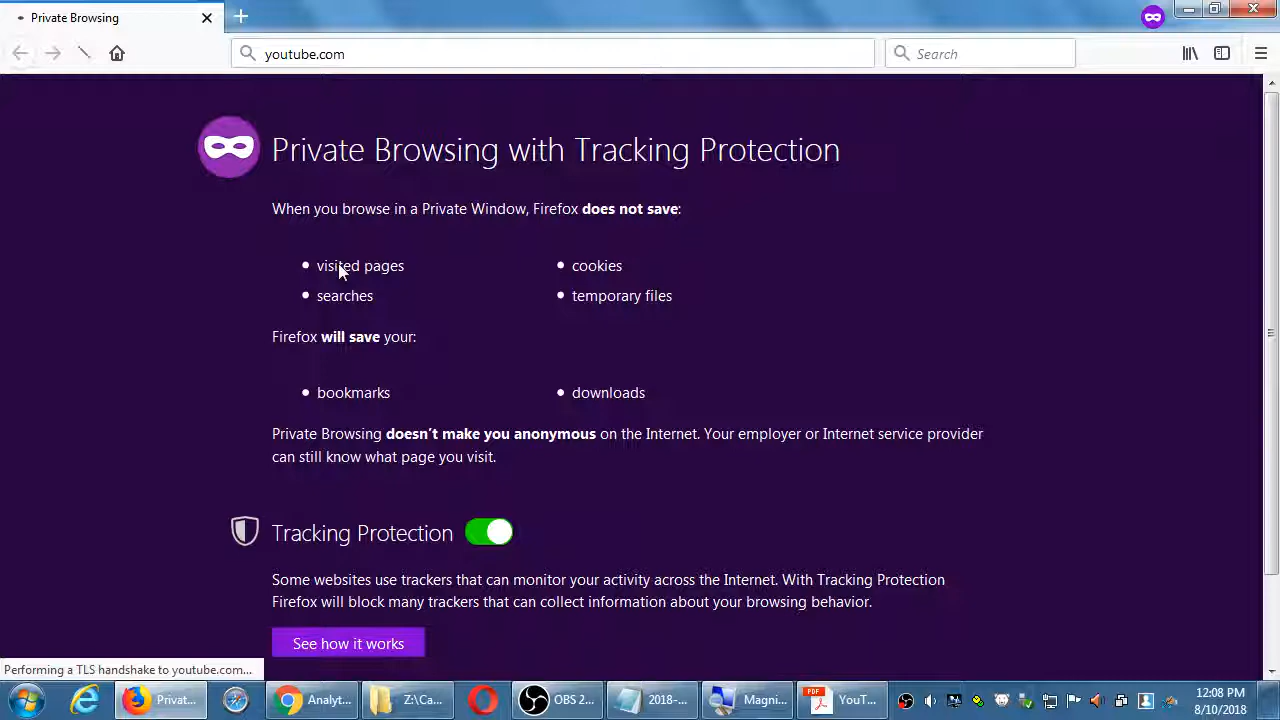 Private Browsing
youtube.com
Search
Private Browsing with Tracking Protection
When you browse in a Private Window, Firefox does not save:
visited pages
cookies
searches
temporary files
Firefox will save your:
bookmarks
downloads
Private Browsing doesn't make you anonymous on the Internet. Your employer or Internet service provider
can still know what page you visit.
Tracking Protection
Some websites use trackers that can monitor your activity across the Internet. With Tracking Protection
Firefox will block many trackers that can collect information about your browsing behavior.
See how it works
Performing a TLS handshake to youtube.com...
Privat...
Analyt...
Z:\Ca...
OBS 2...
2018-...
Magni...
PDF
YouT...
12:08 PM
8/10/2018